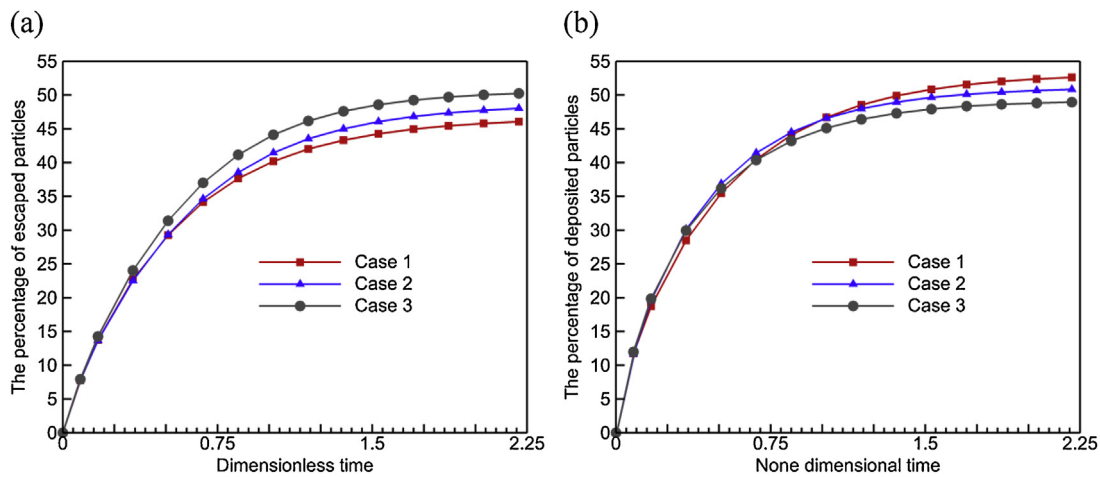 (a)
The percentage of escaped particles
55
50
45
40
35
30
25
20
15
10
5
0
0 0.75 1.5 2.25
Dimensionless time
Case 1
Case 2
Case 3
(b)
The percentage of deposited particles
55
50
45
40
35
30
25
20
15
10
5
0
0 0.75 1.5 2.25
None dimensional time
Case 1
Case 2
Case 3